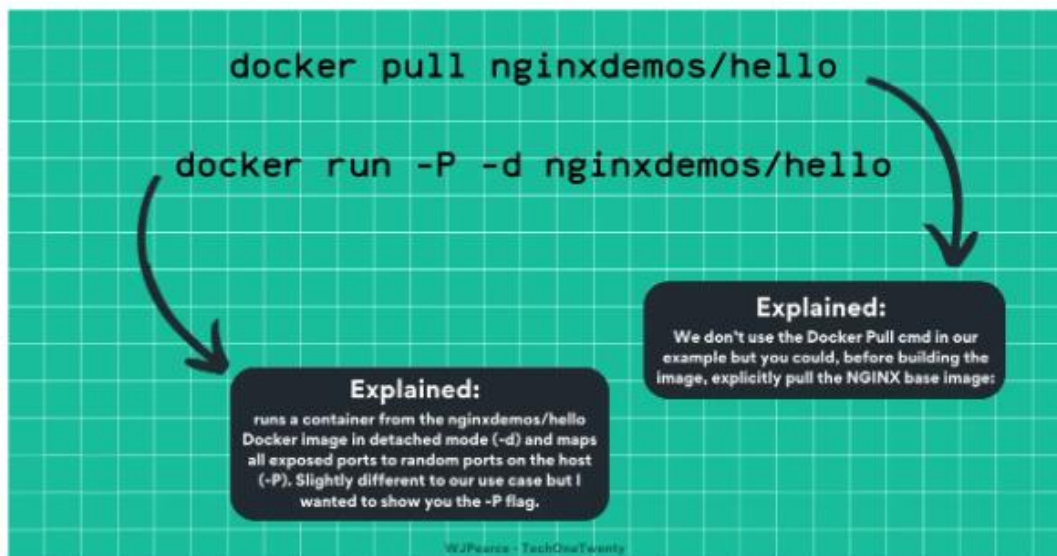 docker pull nginxdemos/hello
docker run -P -d nginxdemos/hello
Explained:
We don't use the Docker Pull cmd in our
example but you could, before building the
image, explicitly pull the NGINX base image:
Explained:
runs a container from the nginxdemos/hello
Docker image in detached mode (-d) and maps
all exposed ports to random ports on the host
(-P). Slightly different to our use case but I
wanted to show you the -P flag.
WJPearce - TechOneTwenty